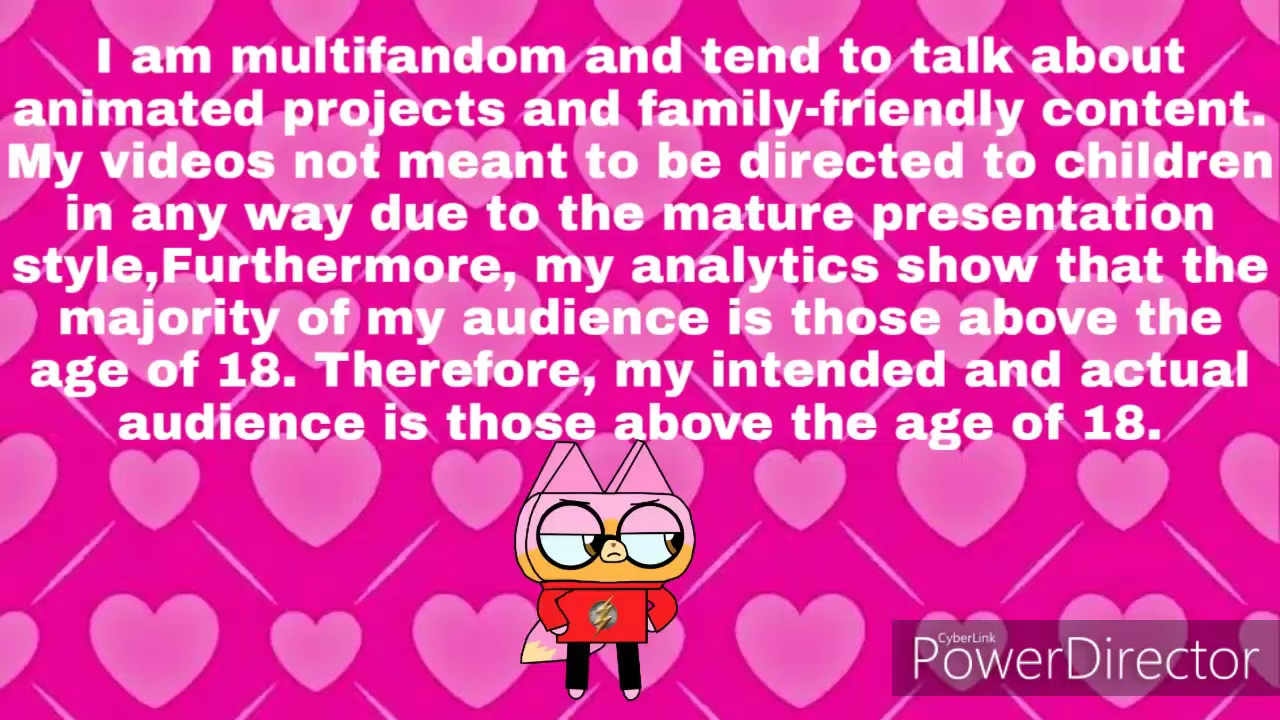 I am multifandom and tend to talk about
animated projects and family-friendly content.
My videos not meant to be directed to children
in any way due to the mature presentation
style,Furthermore, my analytics show that the
majority of my audience is those above the
age of 18. Therefore, my intended and actual
audience is those above the age of 18.
CyberLink
PowerDirector